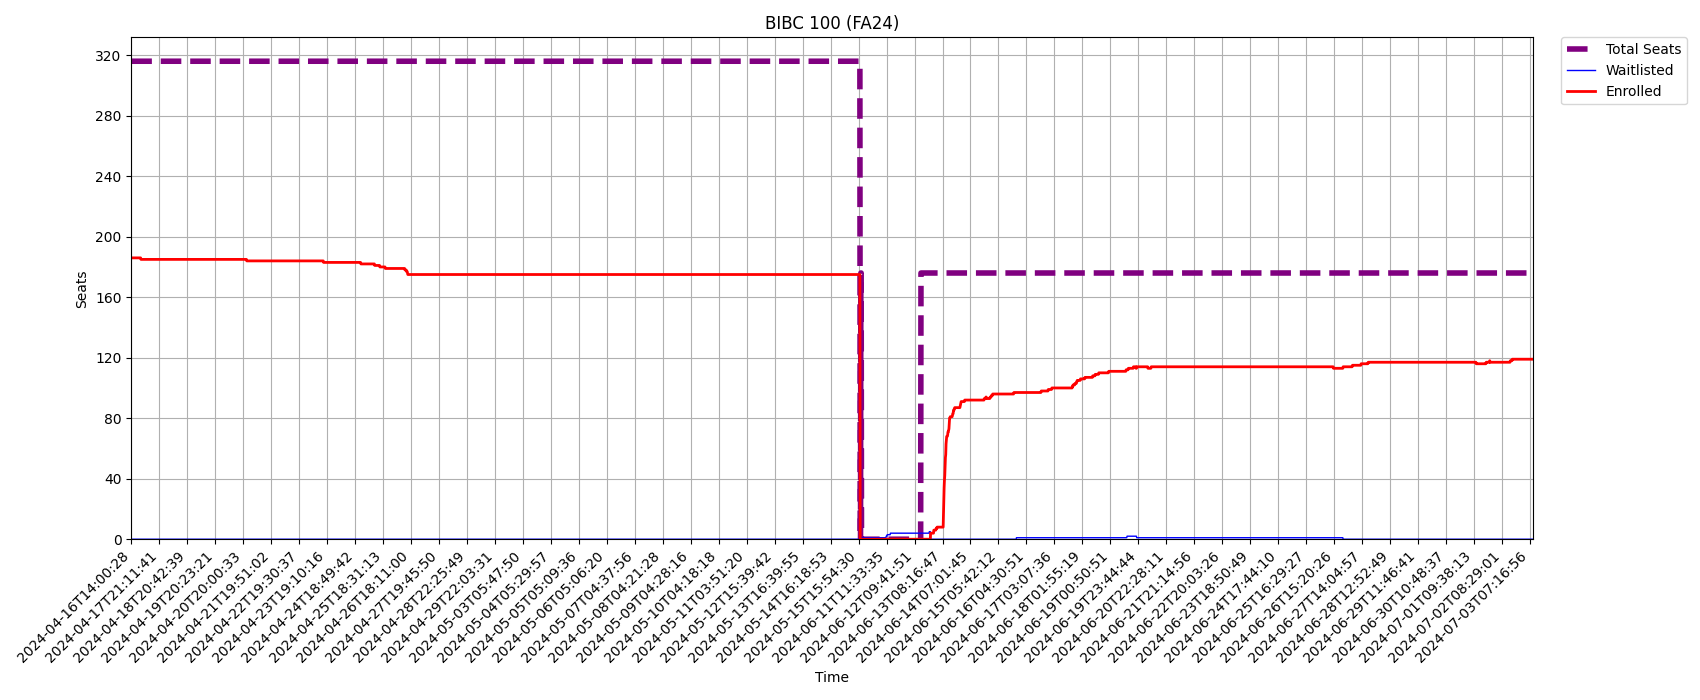 BIBC 100 (FA24)
Total Seats
Waitlisted
Enrolled
320
280
240
200
160
120
80
40
0
Seats
2024-04-16T14:00:28
2024-04-17T21:11:41
2024-04-18T20:42:39
2024-04-19T20:23:21
2024-04-20T20:00:33
2024-04-21T19:51:02
2024-04-22T19:30:37
2024-04-23T19:10:16
2024-04-24T18:49:42
2024-04-25T18:31:13
2024-04-26T18:11:00
2024-04-27T19:45:50
2024-04-28T22:25:49
2024-04-29T22:03:31
2024-05-03T05:47:50
2024-05-04T05:29:57
2024-05-05T05:09:36
2024-05-06T05:06:20
2024-05-07T04:37:56
2024-05-08T04:21:28
2024-05-09T04:28:16
2024-05-10T04:18:18
2024-05-11T03:51:20
2024-05-12T15:39:42
2024-05-13T16:39:55
2024-05-14T16:18:53
2024-05-15T15:54:30
2024-06-11T11:33:35
2024-06-12T09:41:51
2024-06-13T08:16:47
2024-06-14T07:01:45
2024-06-15T05:42:12
2024-06-16T04:30:51
2024-06-17T03:07:36
2024-06-18T01:55:19
2024-06-19T00:50:51
2024-06-19T23:44:44
2024-06-20T22:28:11
2024-06-21T21:14:56
2024-06-22T20:03:26
2024-06-23T18:50:49
2024-06-24T17:44:10
2024-06-25T16:29:27
2024-06-26T15:20:26
2024-06-27T14:04:57
2024-06-28T12:52:49
2024-06-29T11:46:41
2024-06-30T10:48:37
2024-07-01T09:38:13
2024-07-02T08:29:01
2024-07-03T07:16:56
Time